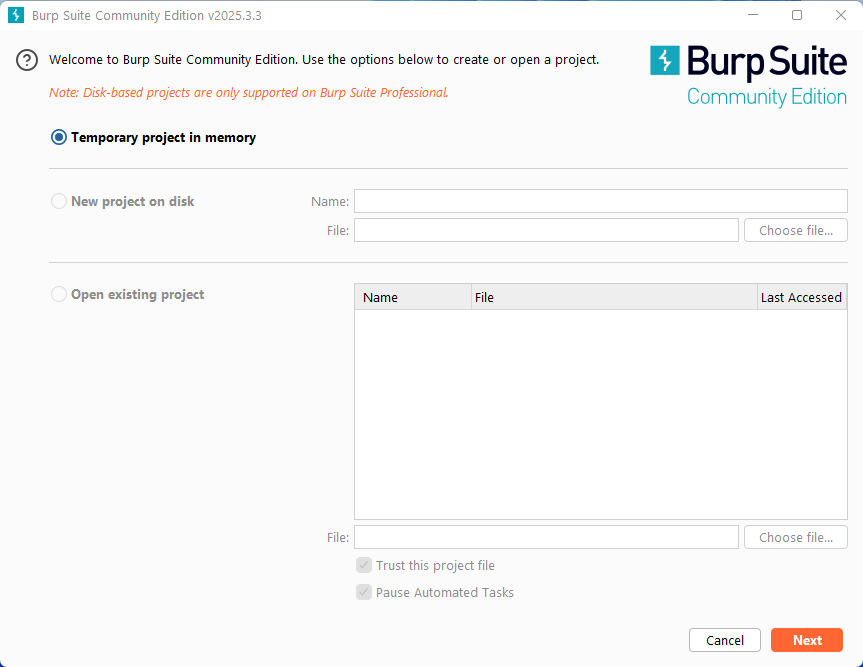 Burp Suite Community Edition v2025.3.3
Welcome to Burp Suite Community Edition. Use the options below to create or open a project.
Note: Disk-based projects are only supported on Burp Suite Professional.
Burp Suite
Community Edition
Temporary project in memory
New project on disk
Name:
File:
Choose file...
Open existing project
Name File Last Accessed
File:
Choose file...
Trust this project file
Pause Automated Tasks
Cancel
Next